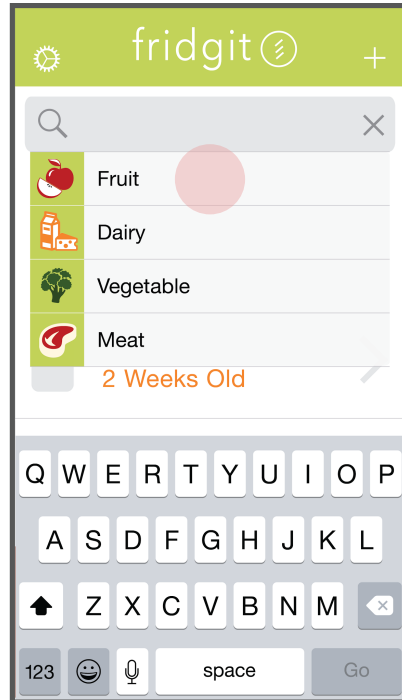 fridgit
Fruit
Dairy
Vegetable
Meat
2 Weeks Old
Q W E R T Y U I O P
A S D F G H J K L
Z X C V B N M
123 space Go